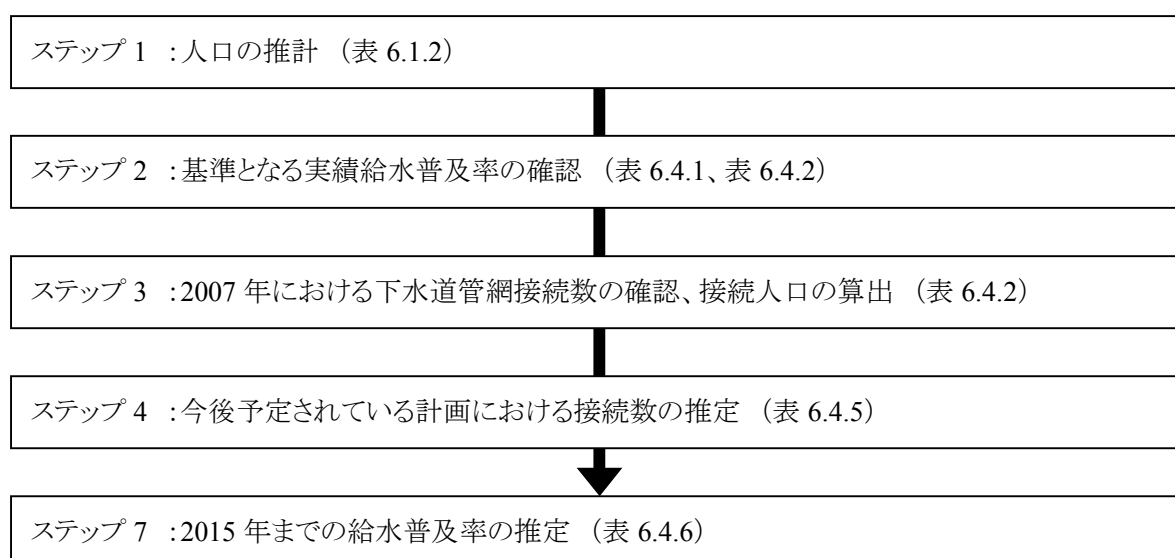 ステップ 1 :人口の推計 (表 6.1.2)
ステップ 2 :基準となる実績給水普及率の確認 (表 6.4.1、表 6.4.2)
ステップ 3 :2007 年における下水道管網接続数の確認、接続人口の算出 (表 6.4.2)
ステップ 4 :今後予定されている計画における接続数の推定 (表 6.4.5)
ステップ 7 :2015 年までの給水普及率の推定 (表 6.4.6)